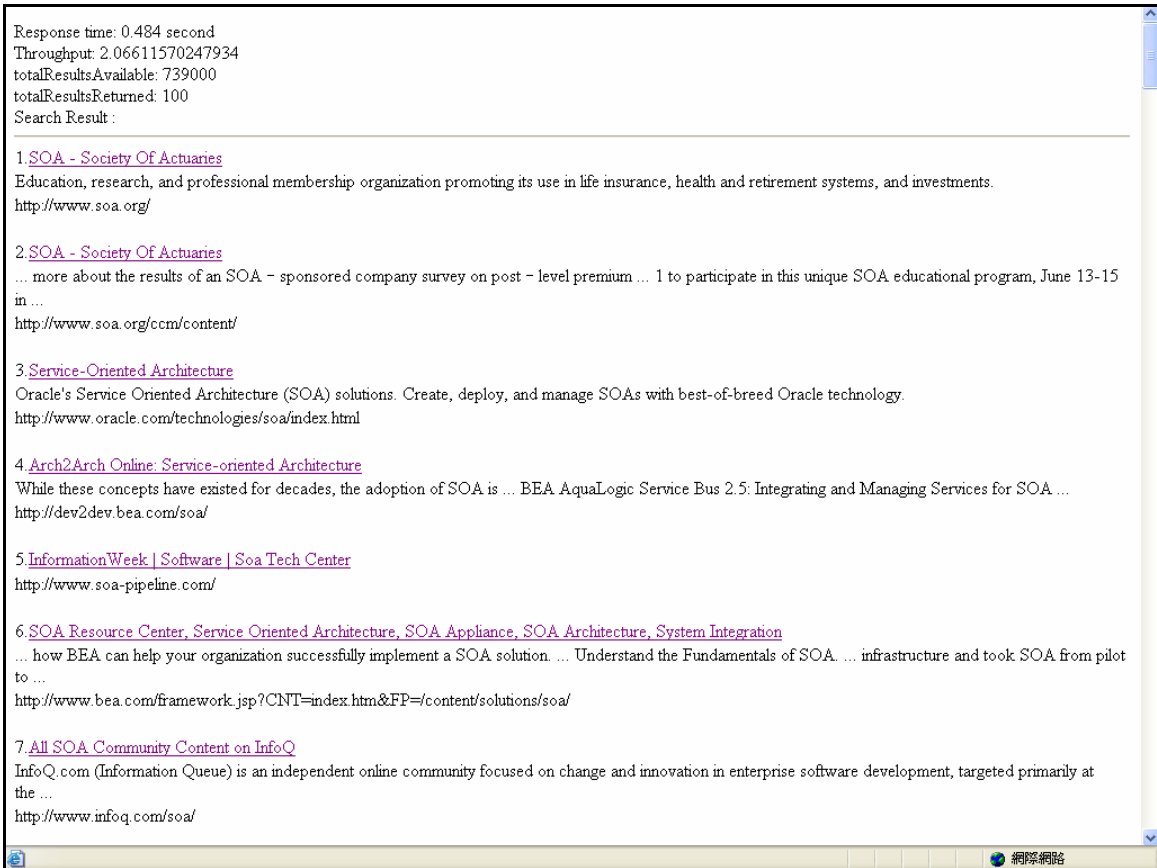 Response time: 0.484 second
Throughput: 2.06611570247934
totalResultsAvailable: 739000
totalResultsReturned: 100
Search Result :
1.SOA - Society Of Actuaries
Education, research, and professional membership organization promoting its use in life insurance, health and retirement systems, and investments.
http://www.soa.org/
2.SOA - Society Of Actuaries
... more about the results of an SOA - sponsored company survey on post - level premium ... 1 to participate in this unique SOA educational program, June 13-15
in ...
http://www.soa.org/ccm/content/
3.Service-Oriented Architecture
Oracle's Service Oriented Architecture (SOA) solutions. Create, deploy, and manage SOAs with best-of-breed Oracle technology.
http://www.oracle.com/technologies/soa/index.html
4.Arch2Arch Online: Service-oriented Architecture
While these concepts have existed for decades, the adoption of SOA is ... BEA AquaLogic Service Bus 2.5: Integrating and Managing Services for SOA ...
http://dev2dev.bea.com/soa/
5.InformationWeek | Software | Soa Tech Center
http://www.soa-pipeline.com/
6.SOA Resource Center, Service Oriented Architecture, SOA Appliance, SOA Architecture, System Integration
... how BEA can help your organization successfully implement a SOA solution. ... Understand the Fundamentals of SOA. ... infrastructure and took SOA from pilot
to ...
http://www.bea.com/framework.jsp?CNT=index.htm&FP=/content/solutions/soa/
7.All SOA Community Content on InfoQ
InfoQ.com (Information Queue) is an independent online community focused on change and innovation in enterprise software development, targeted primarily at
the ...
http://www.infoq.com/soa/
網際網路